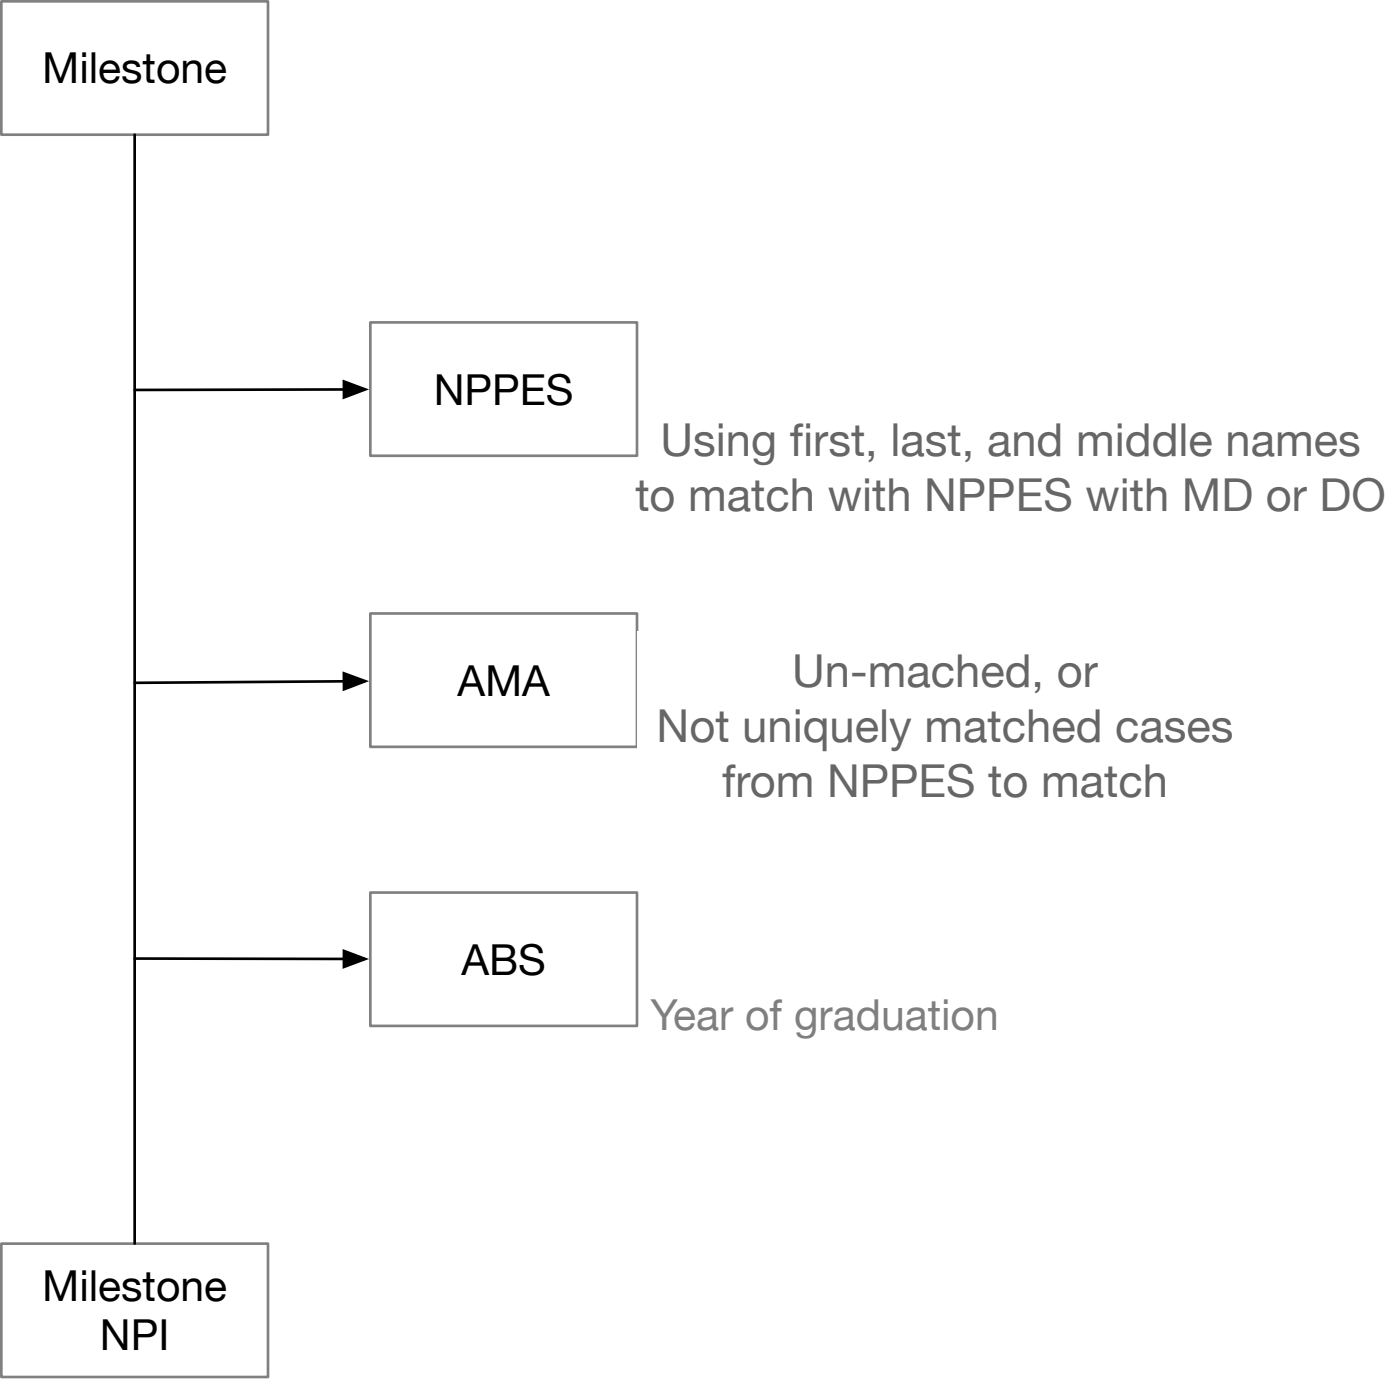 Milestone
NPPES
Using first, last, and middle names
to match with NPPES with MD or DO
AMA
Un-mached, or
Not uniquely matched cases
from NPPES to match
ABS
Year of graduation
Milestone
NPI